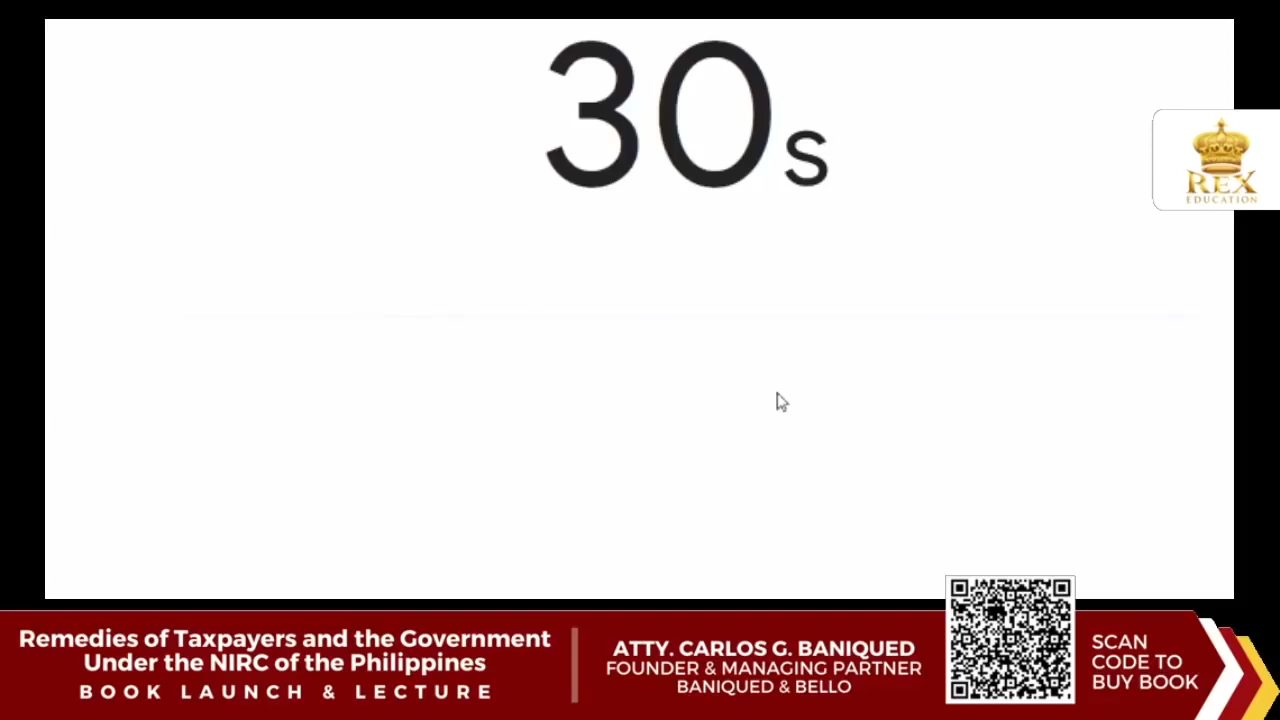 30s
REX
EDUCATION
Remedies of Taxpayers and the Government
Under the NIRC of the Philippines
BOOK LAUNCH & LECTURE
ATTY. CARLOS G. BANIQUED
FOUNDER & MANAGING PARTNER
BANIQUED & BELLO
SCAN
CODE TO
BUY BOOK